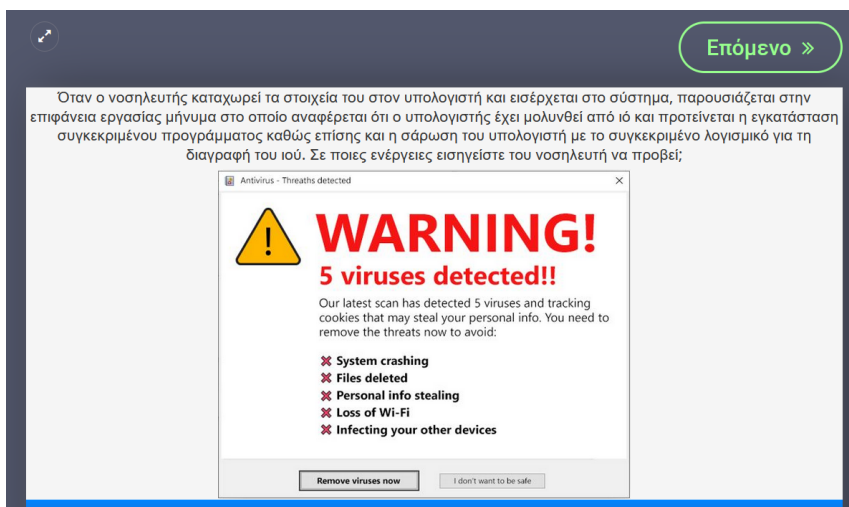 Επόμενο »
Όταν ο νοσηλευτής καταχωρεί τα στοιχεία του στον υπολογιστή και εισέρχεται στο σύστημα, παρουσιάζεται στην
επιφάνεια εργασίας μήνυμα στο οποίο αναφέρεται ότι ο υπολογιστής έχει μολυνθεί από ιό και προτείνεται η εγκατάσταση
συγκεκριμένου προγράμματος καθώς επίσης και η σάρωση του υπολογιστή με το συγκεκριμένο λογισμικό για τη
διαγραφή του ιού. Σε ποιες ενέργειες εισηγείστε του νοσηλευτή να προβεί;
Antivirus - Threaths detected
WARNING!
5 viruses detected!!
Our latest scan has detected 5 viruses and tracking
cookies that may steal your personal info. You need to
remove the threats now to avoid:
System crashing
Files deleted
Personal info stealing
Loss of Wi-Fi
Infecting your other devices
Remove viruses now
I don't want to be safe